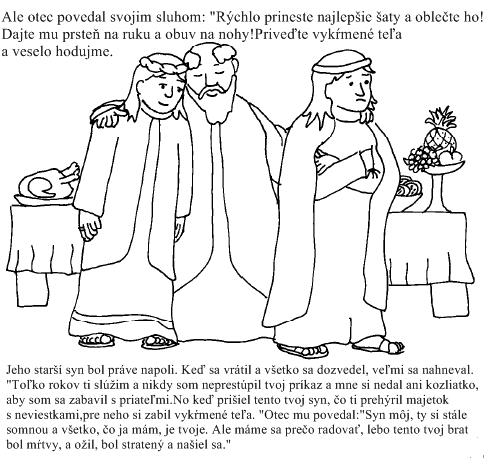 Ale otec povedal svojim sluhom: "Rýchlo prineste najlepšie šaty a oblečte ho!
Dajte mu prsteň na ruku a obuv na nohy!Priveďte vykŕmené teľa
a veselo hodujme.
Jeho starší syn bol práve napoli. Keď sa vrátil a všetko sa dozvedel, veľmi sa nahneval.
"Toľko rokov ti slúžim a nikdy som neprestúpil tvoj príkaz a mne si nedal ani kozliatko,
aby som sa zabavil s priateľmi.No keď prišiel tento tvoj syn, čo ti prehýril majetok
s neviestkami,pre neho si zabil vykŕmené teľa. "Otec mu povedal:"Syn môj, ty si stále
somnou a všetko, čo ja mám, je tvoje. Ale máme sa prečo radovať, lebo tento tvoj brat
bol mŕtvy, a ožil, bol stratený a našiel sa."